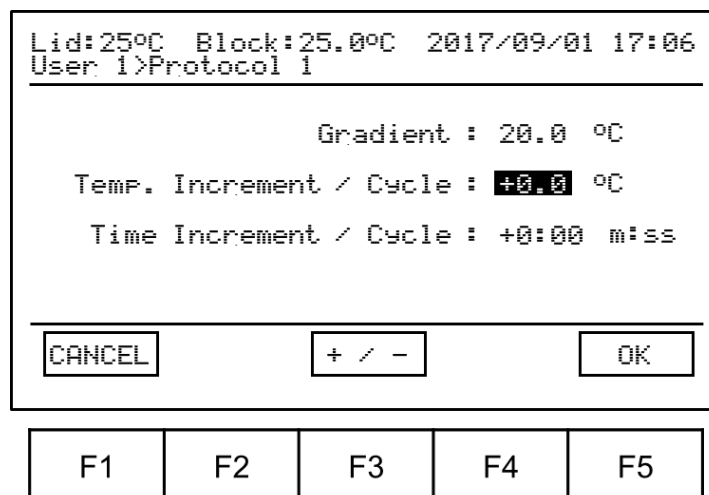 Lid:25ºC Block:25.0ºC 2017/09/01 17:06
User 1>Protocol 1
Gradient : 20.0 ºC
Temp. Increment / Cycle : +0.0 ºC
Time Increment / Cycle : +0:00 m:ss
CANCEL + / - OK
F1 F2 F3 F4 F5